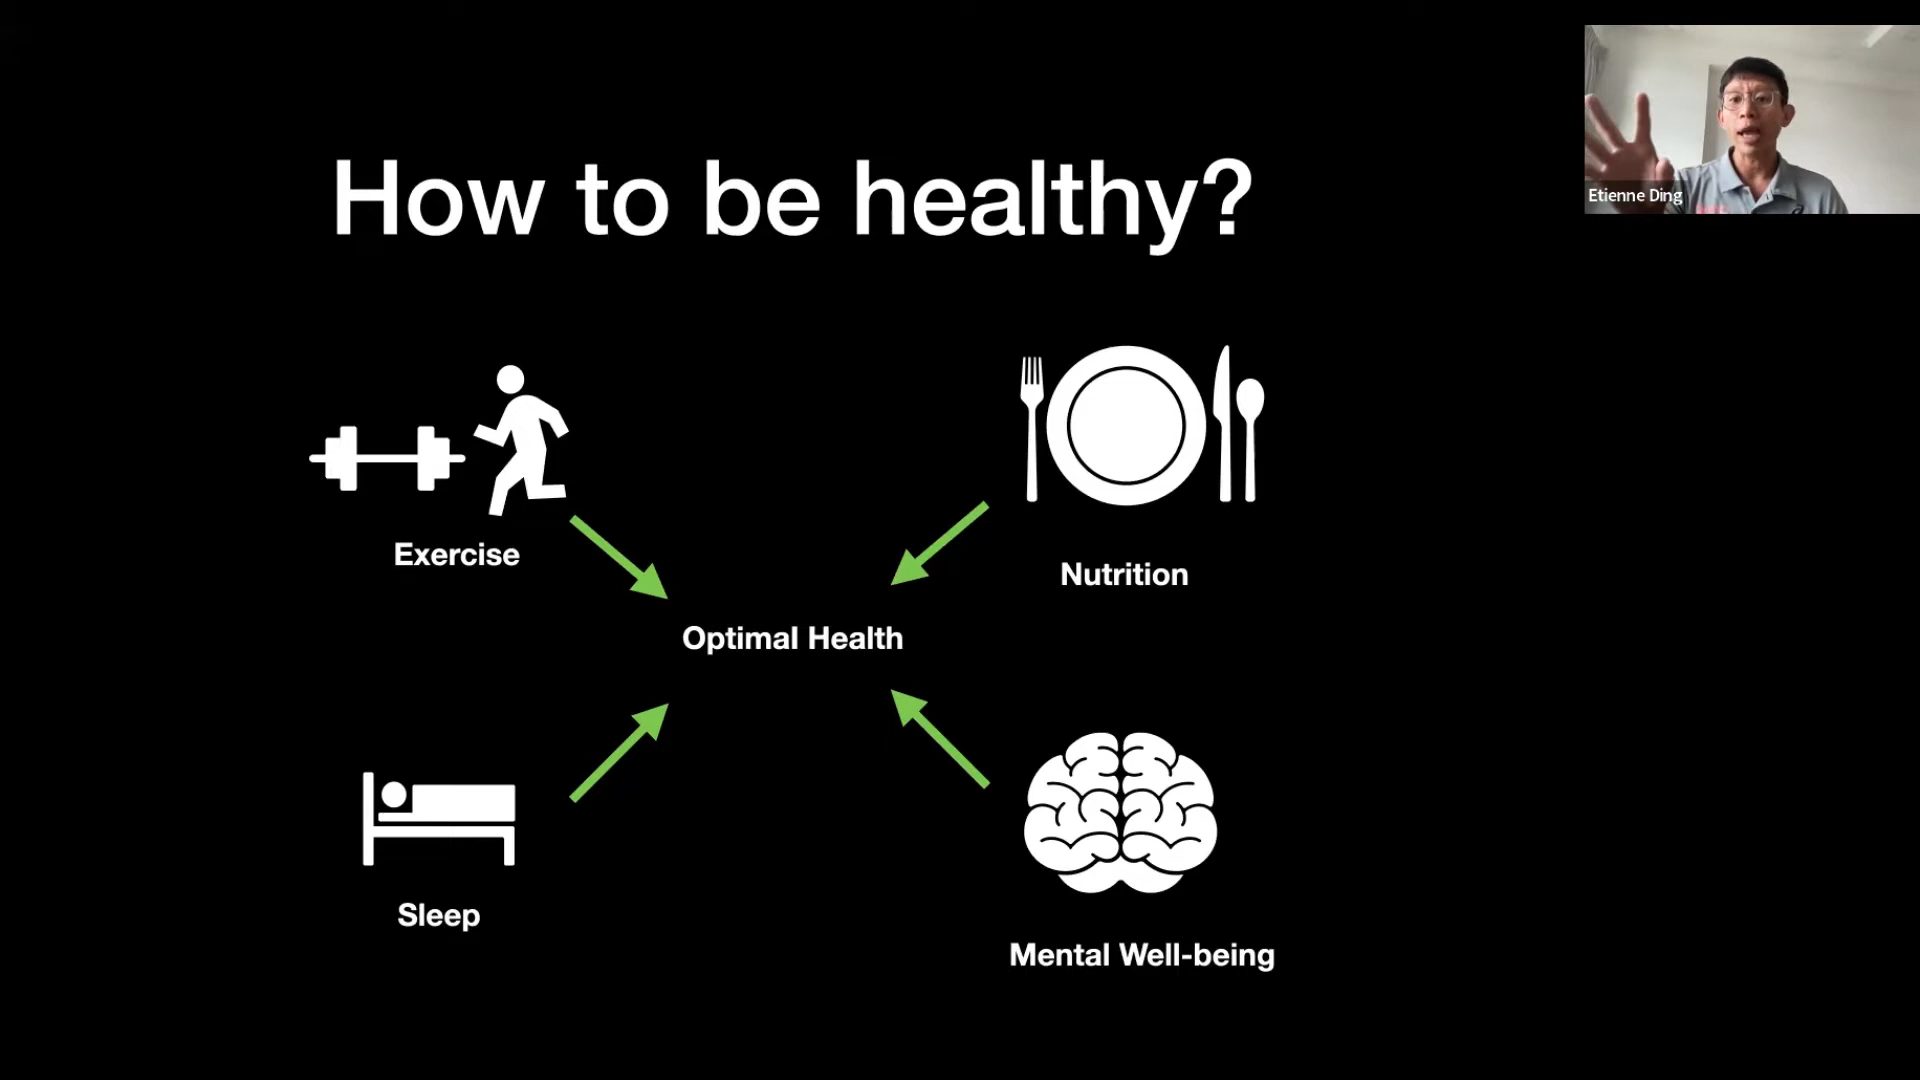 How to be healthy?
Etienne Ding
Exercise
Nutrition
Optimal Health
Sleep
Mental Well-being